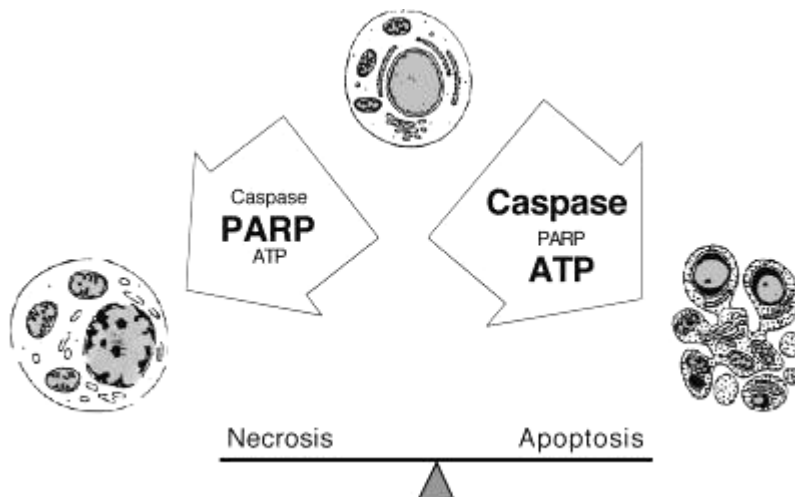 Caspase
PARP
ATP
Caspase
PARP
ATP
Necrosis
Apoptosis